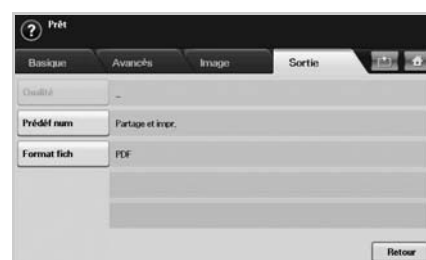 ? Prêt
Basique Avancés Image Sortie
Qualité –
Prédéf num Partage et impr.
Format fich PDF
Retour